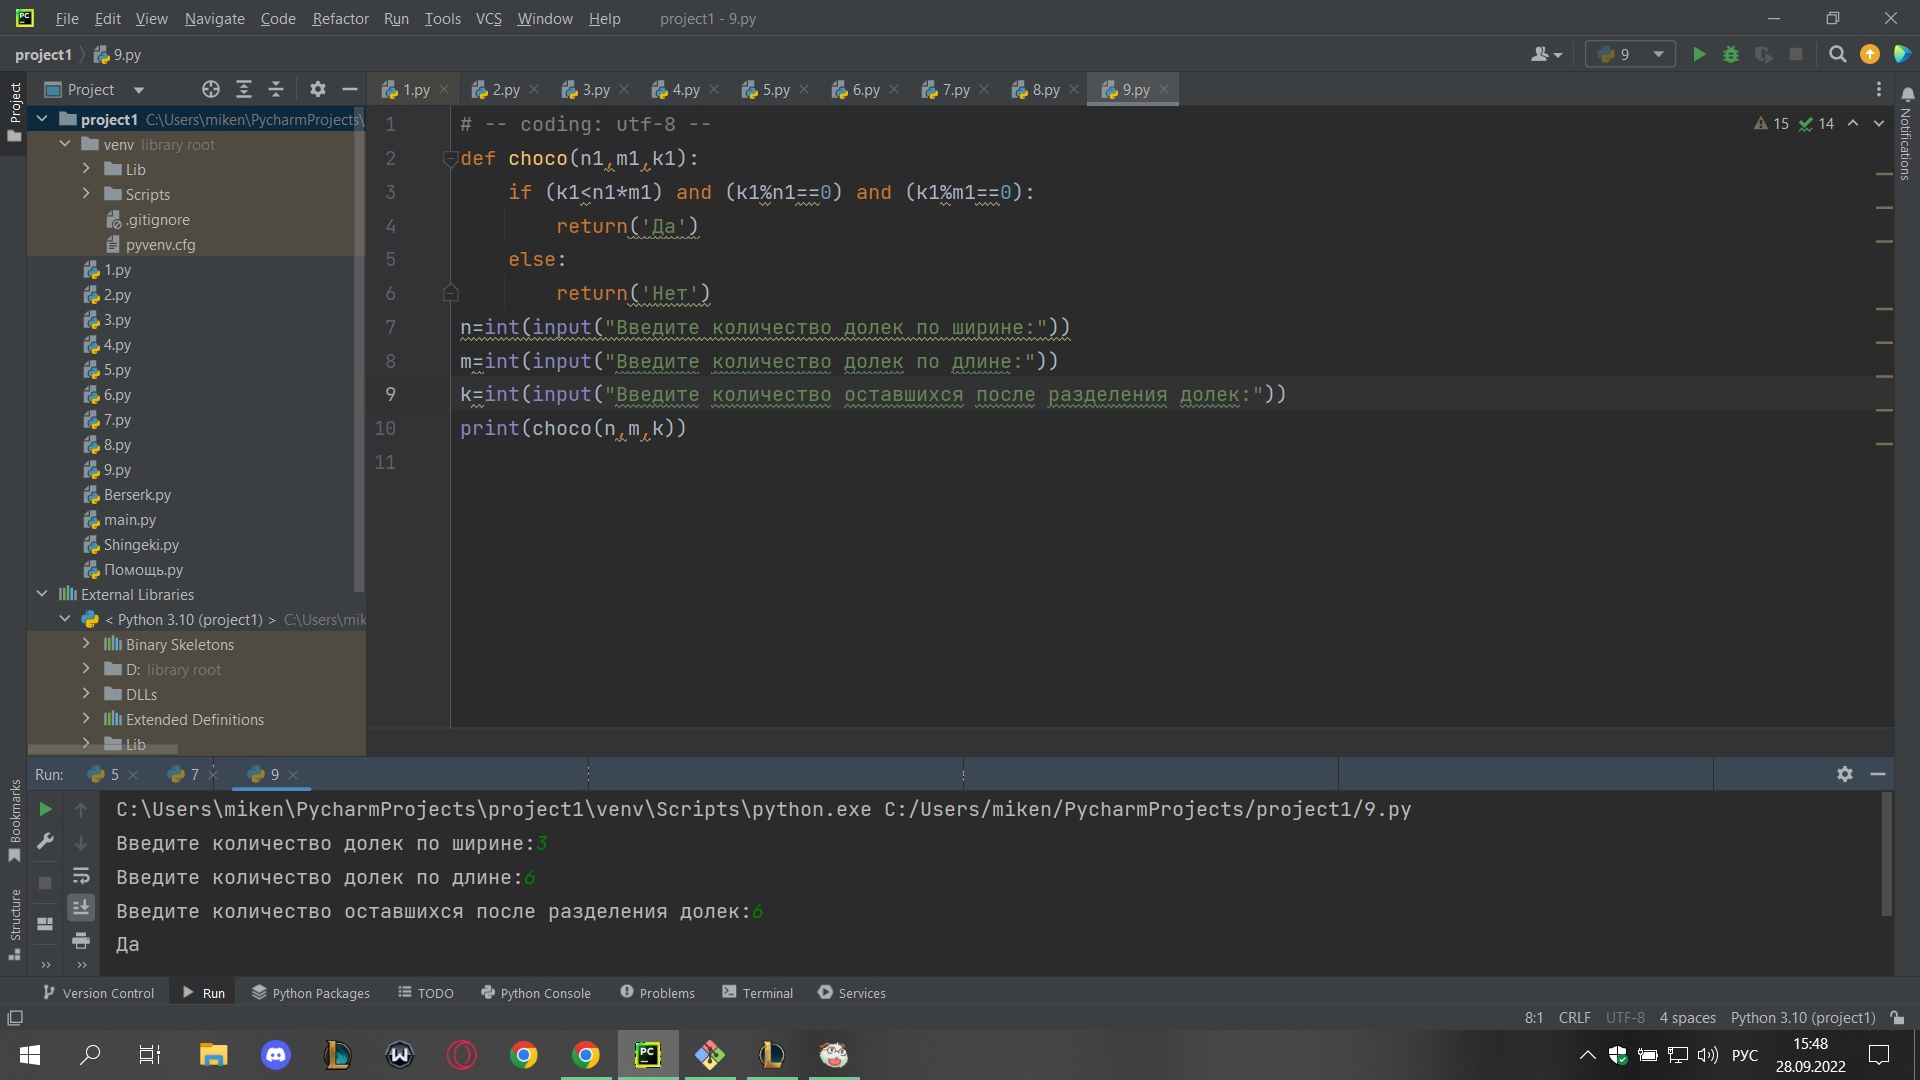 File Edit View Navigate Code Refactor Run Tools VCS Window Help project1 - 9.py
project1 9.py
9
Project
1.py 2.py 3.py 4.py 5.py 6.py 7.py 8.py 9.py
Project
Notifications
project1 C:\Users\miken\PycharmProjects\
venv library root
Lib
Scripts
.gitignore
pyvenv.cfg
1.py
2.py
3.py
4.py
5.py
6.py
7.py
8.py
9.py
Berserk.py
main.py
Shingeki.py
Помощь.py
External Libraries
< Python 3.10 (project1) > C:\Users\mik
Binary Skeletons
D: library root
DLLs
Extended Definitions
Lib
15 14
1 # -- coding: utf-8 --
2 def choco(n1,m1,k1):
3 if (k1<n1*m1) and (k1%n1==0) and (k1%m1==0):
4 return('Да')
5 else:
6 return('Нет')
7 n=int(input("Введите количество долек по ширине:"))
8 m=int(input("Введите количество долек по длине:"))
9 k=int(input("Введите количество оставшихся после разделения долек:"))
10 print(choco(n,m,k))
11
Run: 5 7 9
Bookmarks
Structure
C:\Users\miken\PycharmProjects\project1\venv\Scripts\python.exe C:/Users/miken/PycharmProjects/project1/9.py
Введите количество долек по ширине:3
Введите количество долек по длине:6
Введите количество оставшихся после разделения долек:6
Да
Version Control Run Python Packages TODO Python Console Problems Terminal Services
8:1 CRLF UTF-8 4 spaces Python 3.10 (project1)
PC
РУС
15:48
28.09.2022